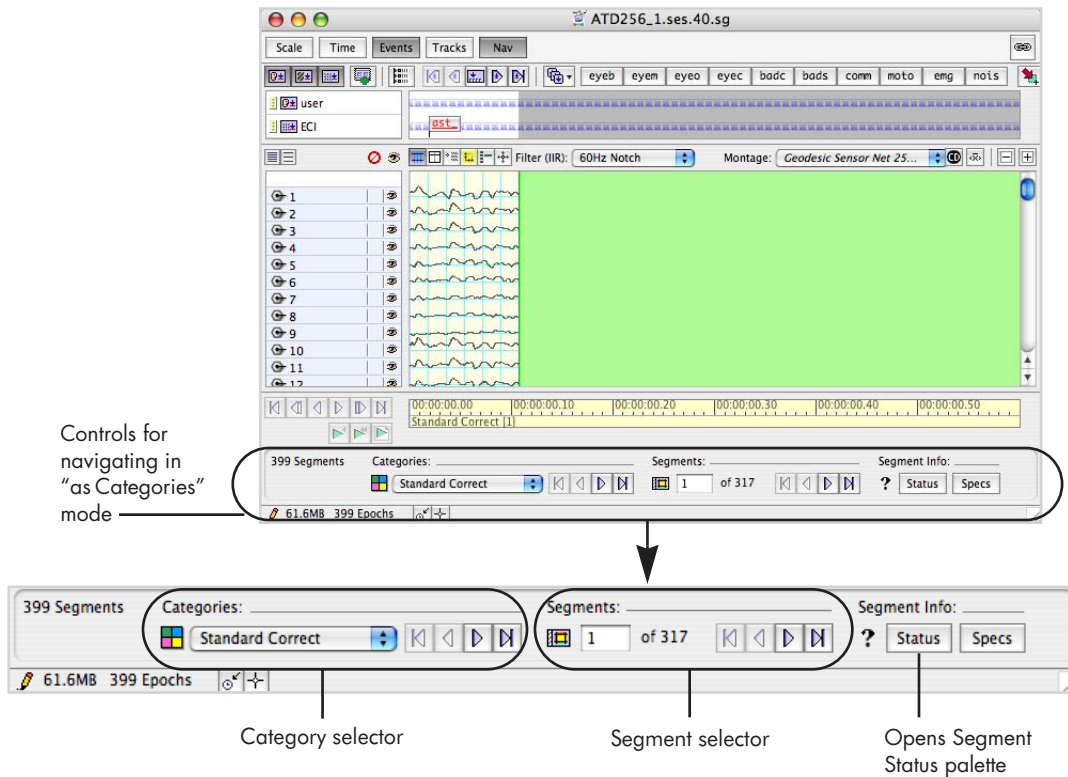 ATD256_1.ses.40.sg
Scale Time Events Tracks Nav
eyeb eyem eyeo eyec badc bads comm moto emg nois
user
ECI
ast_
Filter (IIR): 60Hz Notch Montage: Geodesic Sensor Net 25...
1
2
3
4
5
6
7
8
9
10
11
12
00:00:00.00 00:00:00.10 00:00:00.20 00:00:00.30 00:00:00.40 00:00:00.50
Standard Correct [1]
Controls for
navigating in
“as Categories”
mode
399 Segments Categories: Segments: Segment Info:
Standard Correct 1 of 317 ? Status Specs
61.6MB 399 Epochs
399 Segments Categories: Segments: Segment Info:
Standard Correct 1 of 317 ? Status Specs
61.6MB 399 Epochs
Category selector
Segment selector
Opens Segment
Status palette